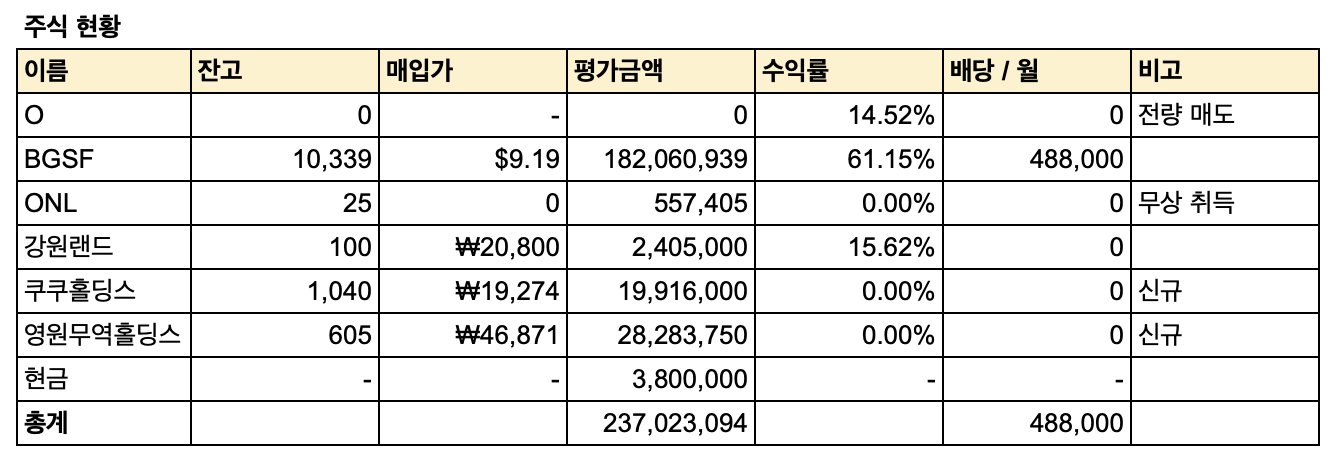 주식 현황
이름 잔고 매입가 평가금액 수익률 배당 / 월 비고
O 0 - 0 14.52% 0 전량 매도
BGSF 10,339 $9.19 182,060,939 61.15% 488,000
ONL 25 0 557,405 0.00% 0 무상 취득
강원랜드 100 ₩20,800 2,405,000 15.62% 0
쿠쿠홀딩스 1,040 ₩19,274 19,916,000 0.00% 0 신규
영원무역홀딩스 605 ₩46,871 28,283,750 0.00% 0 신규
현금 - - 3,800,000 - -
총계 237,023,094 488,000